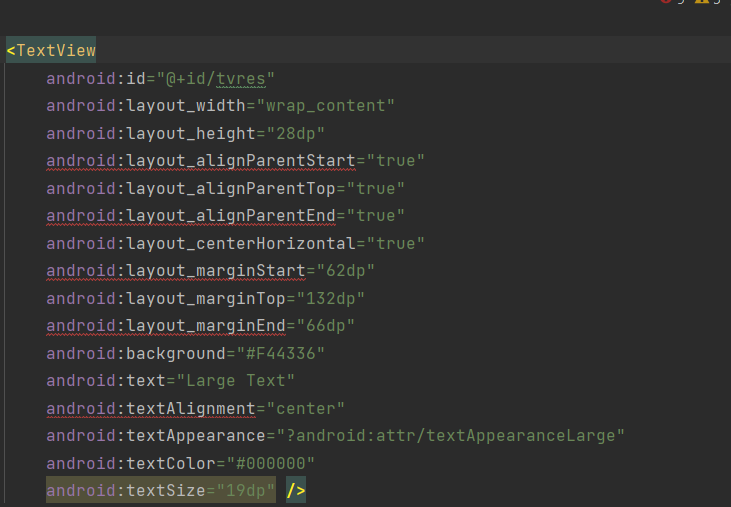 <TextView
android:id="@+id/tvres"
android:layout_width="wrap_content"
android:layout_height="28dp"
android:layout_alignParentStart="true"
android:layout_alignParentTop="true"
android:layout_alignParentEnd="true"
android:layout_centerHorizontal="true"
android:layout_marginStart="62dp"
android:layout_marginTop="132dp"
android:layout_marginEnd="66dp"
android:background="#F44336"
android:text="Large Text"
android:textAlignment="center"
android:textAppearance="?android:attr/textAppearanceLarge"
android:textColor="#000000"
android:textSize="19dp" />